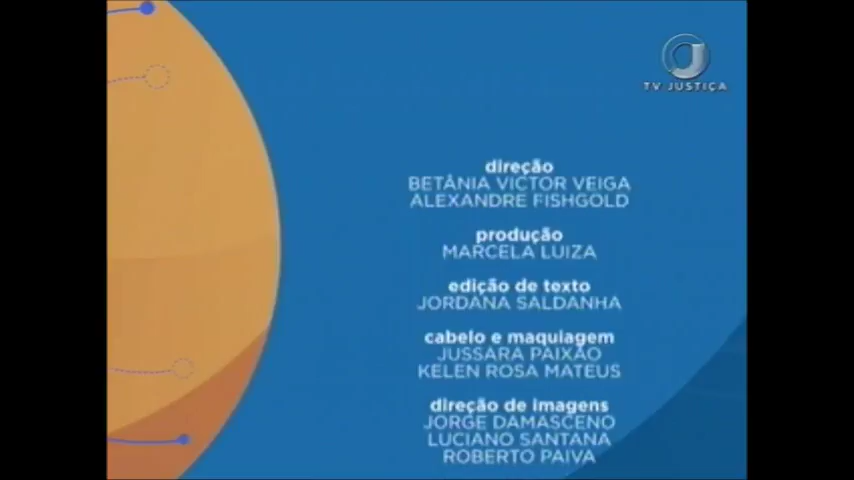 TV JUSTIÇA
direção
BETÂNIA VICTOR VEIGA
ALEXANDRE FISHGOLD
produção
MARCELA LUIZA
edição de texto
JORDANA SALDANHA
cabelo e maquiagem
JUSSARA PAIXÃO
KELEN ROSA MATEUS
direção de imagens
JORGE DAMASCENO
LUCIANO SANTANA
ROBERTO PAIVA